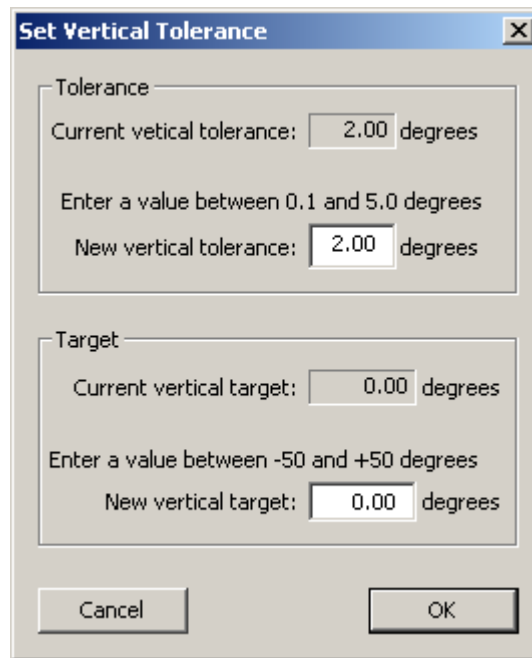 Set Vertical Tolerance
Tolerance
Current vetical tolerance: 2.00 degrees
Enter a value between 0.1 and 5.0 degrees
New vertical tolerance: 2.00 degrees
Target
Current vertical target: 0.00 degrees
Enter a value between -50 and +50 degrees
New vertical target: 0.00 degrees
Cancel OK